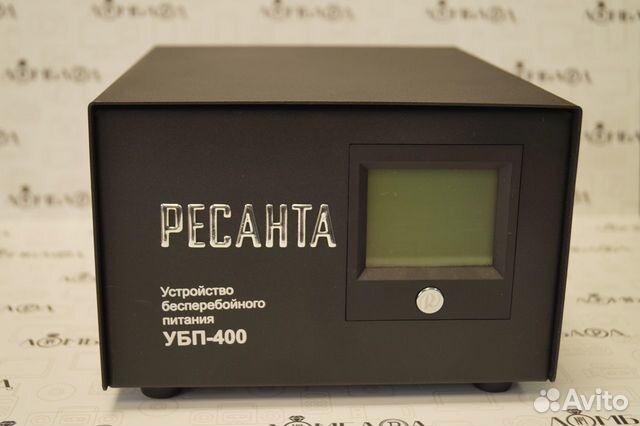 РЕСАНТА
Устройство
бесперебойного
питания
УБП-400
Avito